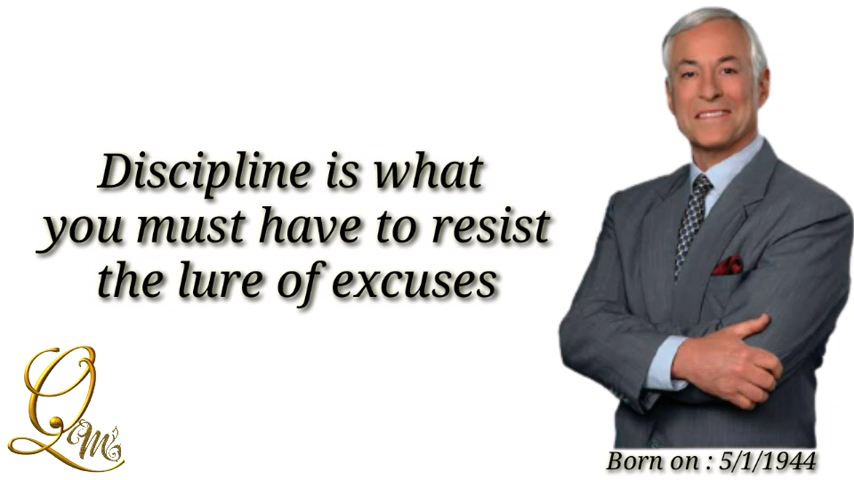 Discipline is what
you must have to resist
the lure of excuses
Born on : 5/1/1944